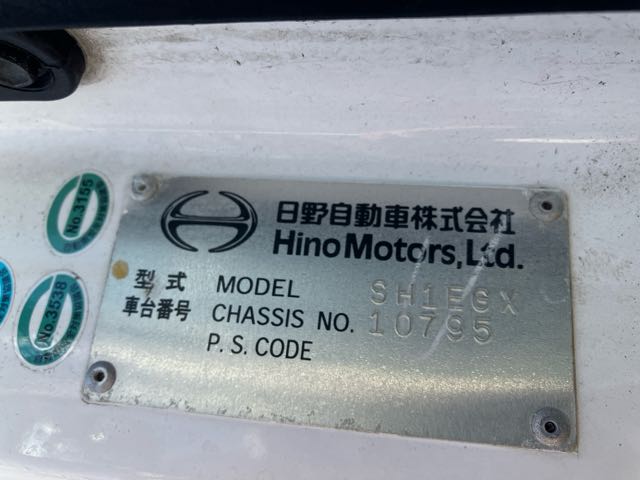 日野自動車株式会社
Hino Motors, Ltd.
型式 MODEL SH1EGX
車台番号 CHASSIS NO. 10795
P. S. CODE
No.3155
No.3538